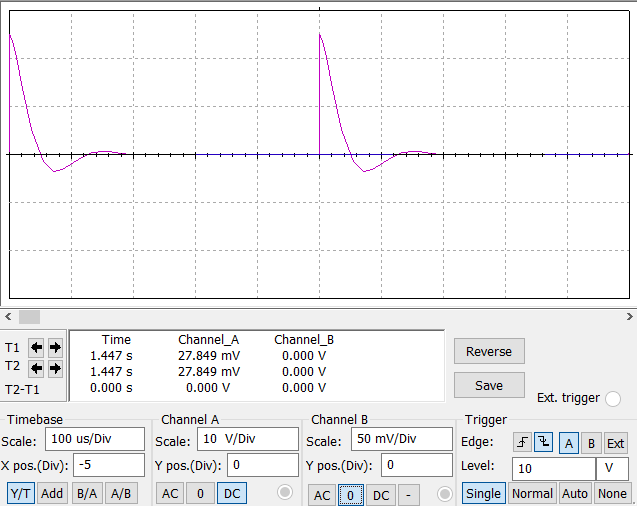 Time Channel_A Channel_B
T1 1.447 s 27.849 mV 0.000 V
T2 1.447 s 27.849 mV 0.000 V
T2-T1 0.000 s 0.000 V 0.000 V
Reverse
Save
Ext. trigger
Timebase Channel A Channel B Trigger
Scale: 100 us/Div Scale: 10 V/Div Scale: 50 mV/Div Edge: A B Ext
X pos.(Div): -5 Y pos.(Div): 0 Y pos.(Div): 0 Level: 10 V
Y/T Add B/A A/B AC 0 DC AC 0 DC - Single Normal Auto None